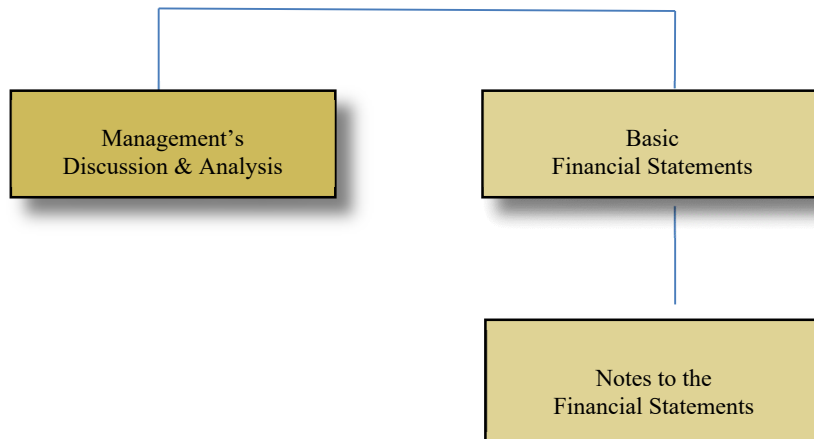 Management’s
Discussion & Analysis
Basic
Financial Statements
Notes to the
Financial Statements